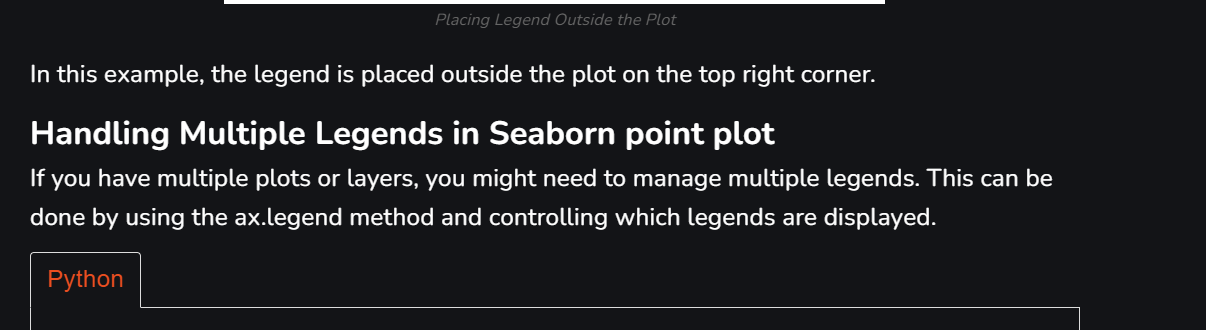 Placing Legend Outside the Plot
In this example, the legend is placed outside the plot on the top right corner.
Handling Multiple Legends in Seaborn point plot
If you have multiple plots or layers, you might need to manage multiple legends. This can be
done by using the ax.legend method and controlling which legends are displayed.
Python